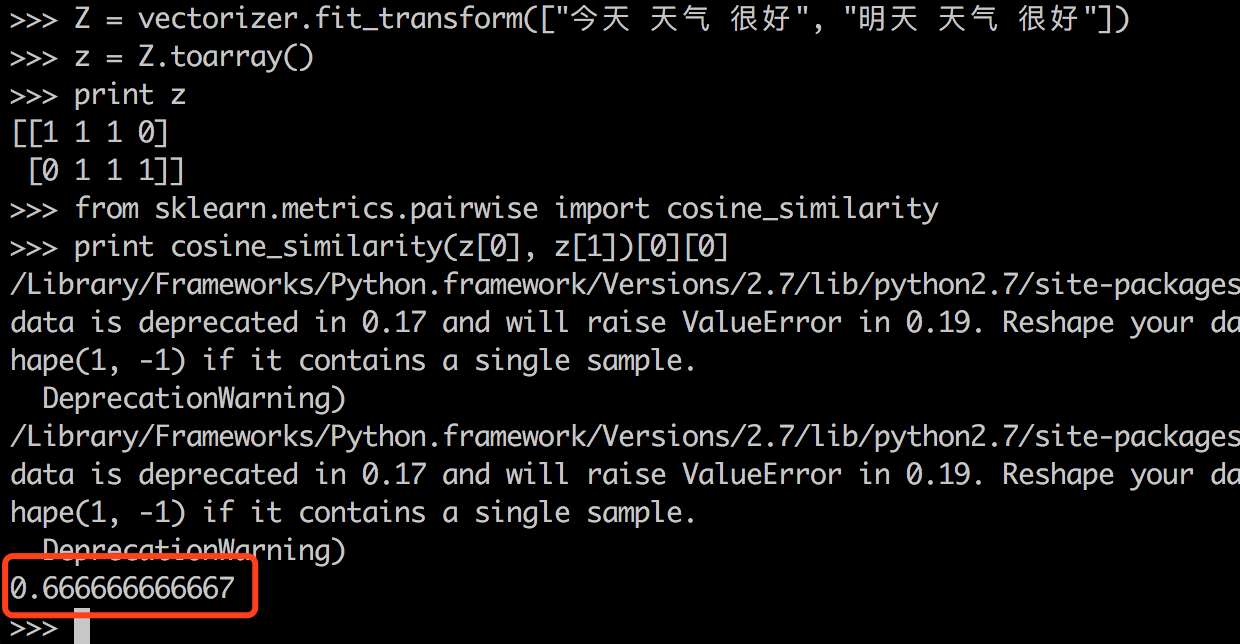 >>> Z = vectorizer.fit_transform(["今天 天气 很好", "明天 天气 很好"])
>>> z = Z.toarray()
>>> print z
[[1 1 1 0]
 [0 1 1 1]]
>>> from sklearn.metrics.pairwise import cosine_similarity
>>> print cosine_similarity(z[0], z[1])[0][0]
/Library/Frameworks/Python.framework/Versions/2.7/lib/python2.7/site-packages
data is deprecated in 0.17 and will raise ValueError in 0.19. Reshape your da
hape(1, -1) if it contains a single sample.
  DeprecationWarning)
/Library/Frameworks/Python.framework/Versions/2.7/lib/python2.7/site-packages
data is deprecated in 0.17 and will raise ValueError in 0.19. Reshape your da
hape(1, -1) if it contains a single sample.
  DeprecationWarning)
0.666666666667
>>>